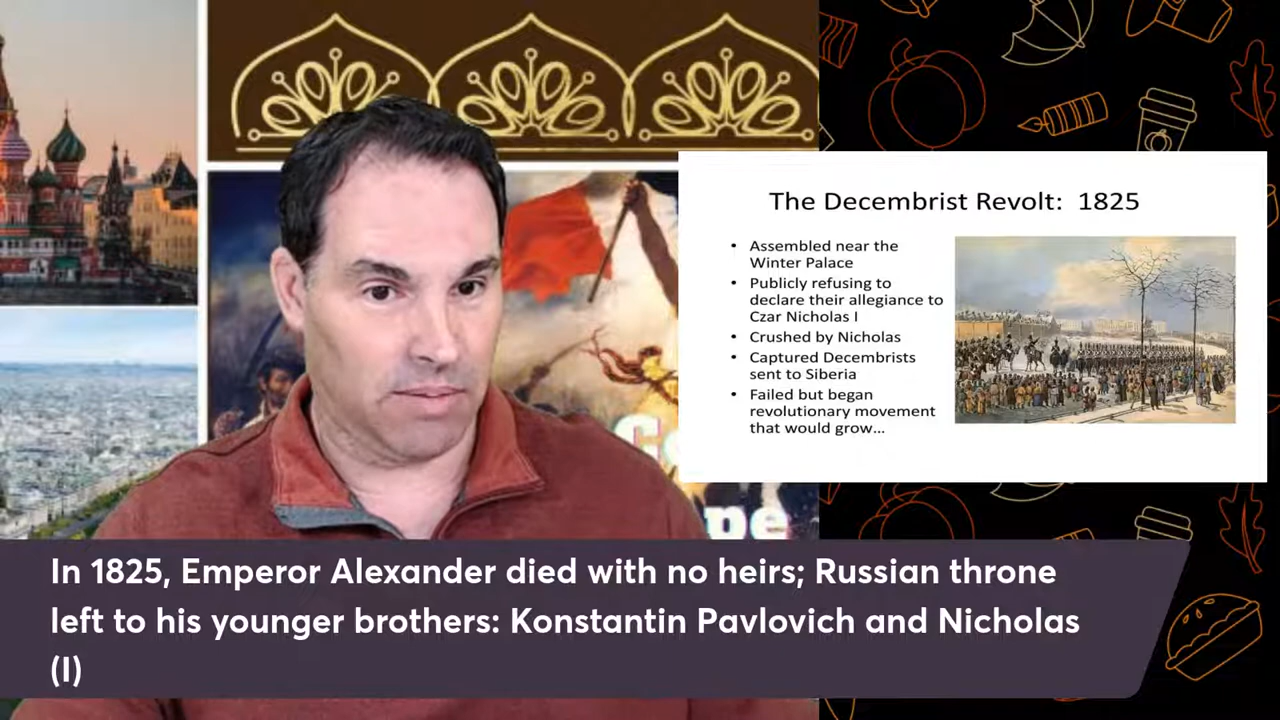 The Decembrist Revolt: 1825
• Assembled near the
Winter Palace
• Publicly refusing to
declare their allegiance to
Czar Nicholas I
• Crushed by Nicholas
• Captured Decembrists
sent to Siberia
• Failed but began
revolutionary movement
that would grow...
pe
In 1825, Emperor Alexander died with no heirs; Russian throne
left to his younger brothers: Konstantin Pavlovich and Nicholas
(I)